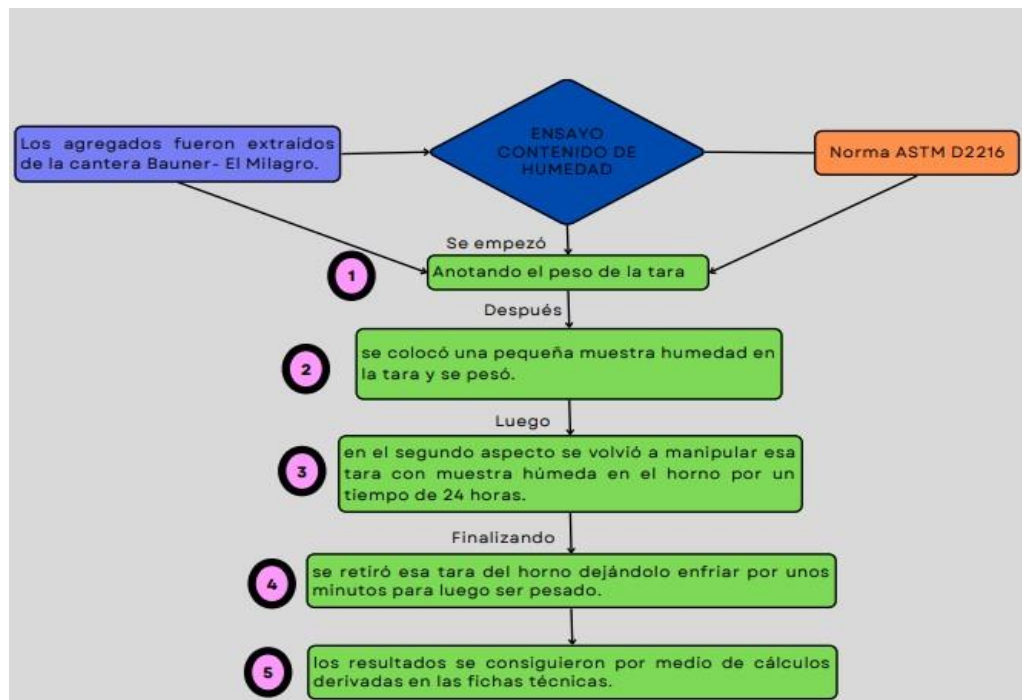 Los agregados fueron extraídos
de la cantera Bauner- El Milagro.
ENSAYO
CONTENIDO DE
HUMEDAD
Norma ASTM D2216
Se empezó
1
Anotando el peso de la tara
Después
2
se colocó una pequeña muestra humedad en
la tara y se pesó.
Luego
3
en el segundo aspecto se volvió a manipular esa
tara con muestra húmeda en el horno por un
tiempo de 24 horas.
Finalizando
4
se retiró esa tara del horno dejándolo enfriar por unos
minutos para luego ser pesado.
5
los resultados se consiguieron por medio de cálculos
derivadas en las fichas técnicas.